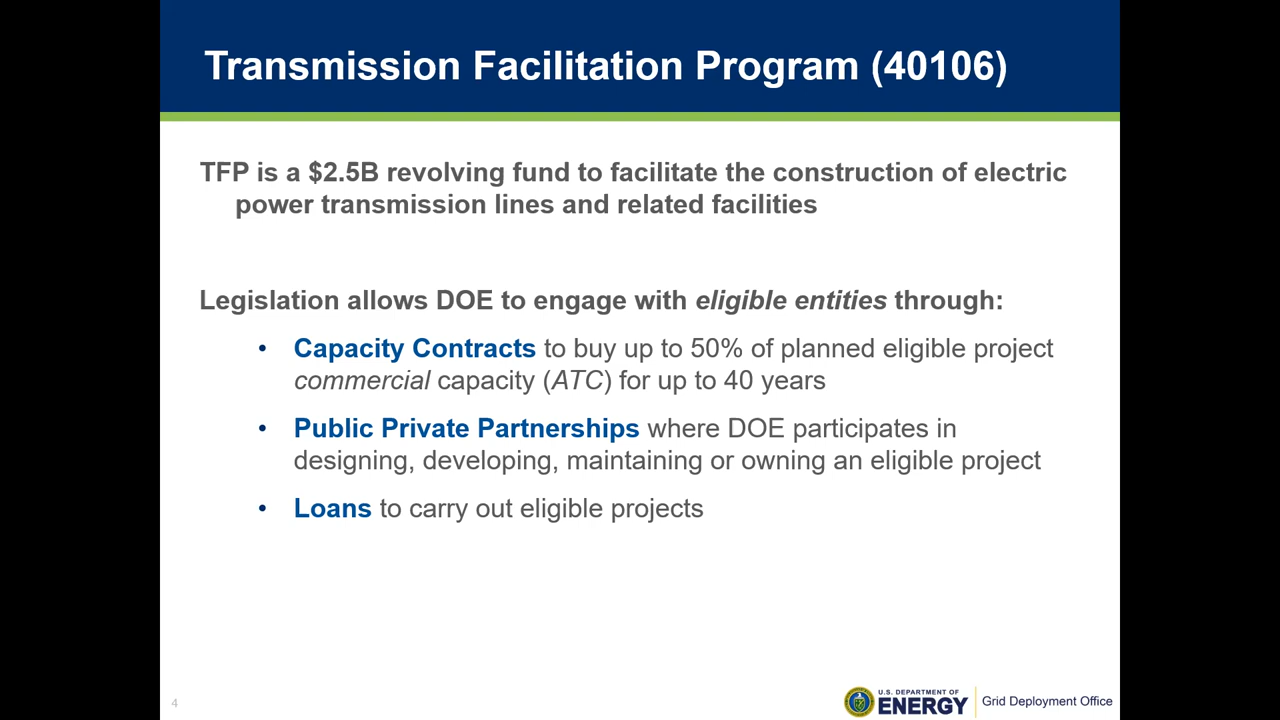 Transmission Facilitation Program (40106)
TFP is a $2.5B revolving fund to facilitate the construction of electric
power transmission lines and related facilities
Legislation allows DOE to engage with eligible entities through:
• Capacity Contracts to buy up to 50% of planned eligible project
commercial capacity (ATC) for up to 40 years
• Public Private Partnerships where DOE participates in
designing, developing, maintaining or owning an eligible project
• Loans to carry out eligible projects
4
U.S. DEPARTMENT OF
ENERGY
Grid Deployment Office